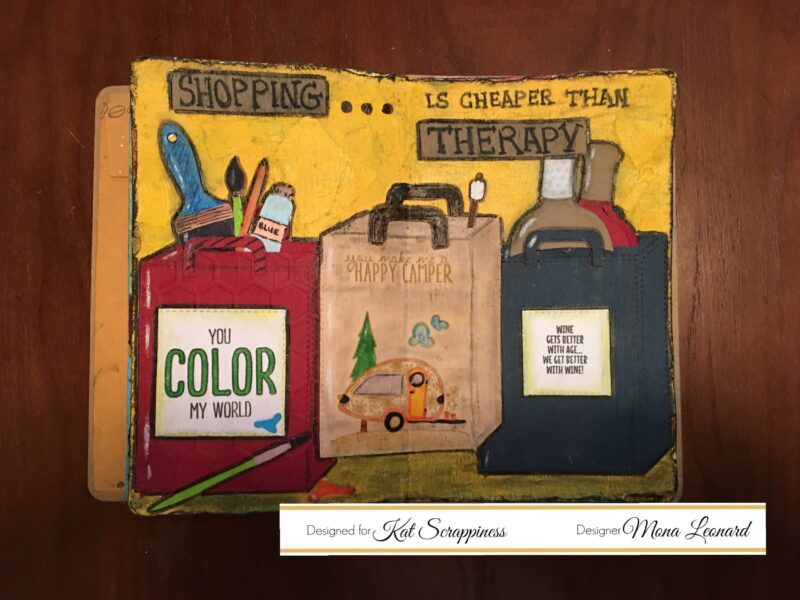 SHOPPING ... IS CHEAPER THAN
THERAPY
BLUE
you make me a
HAPPY CAMPER
YOU
COLOR
MY WORLD
WINE
GETS BETTER
WITH AGE...
WE GET BETTER
WITH WINE!
Designed for Kat Scrappiness Designer Mona Leonard